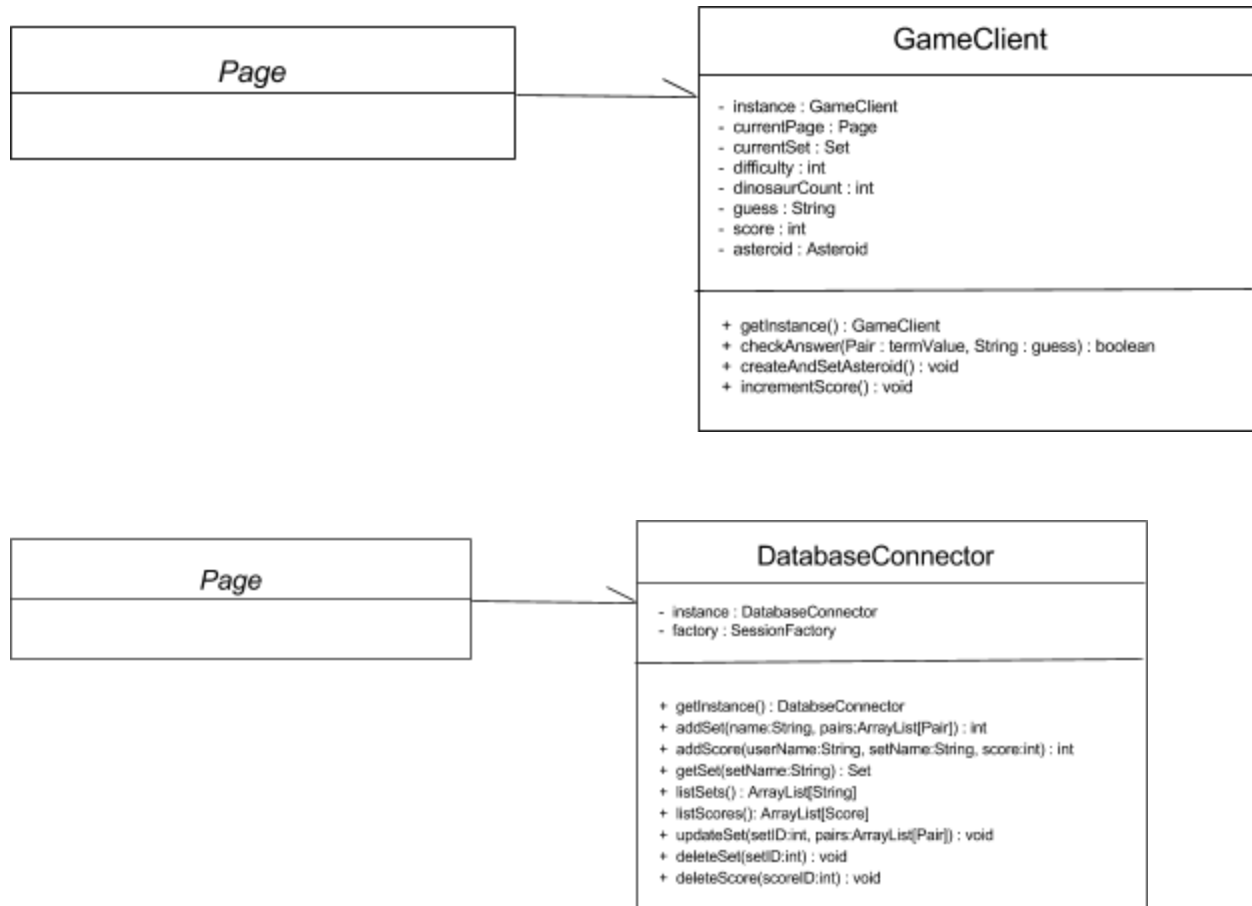 Page
GameClient
- instance : GameClient
- currentPage : Page
- currentSet : Set
- difficulty : int
- dinosaurCount : int
- guess : String
- score : int
- asteroid : Asteroid
+ getInstance() : GameClient
+ checkAnswer(Pair : termValue, String : guess) : boolean
+ createAndSetAsteroid() : void
+ incrementScore() : void
Page
DatabaseConnector
- instance : DatabaseConnector
- factory : SessionFactory
+ getInstance() : DatabseConnector
+ addSet(name:String, pairs:ArrayList[Pair]) : int
+ addScore(userName:String, setName:String, score:int) : int
+ getSet(setName:String) : Set
+ listSets() : ArrayList[String]
+ listScores(): ArrayList[Score]
+ updateSet(setID:int, pairs:ArrayList[Pair]) : void
+ deleteSet(setID:int) : void
+ deleteScore(scoreID:int) : void